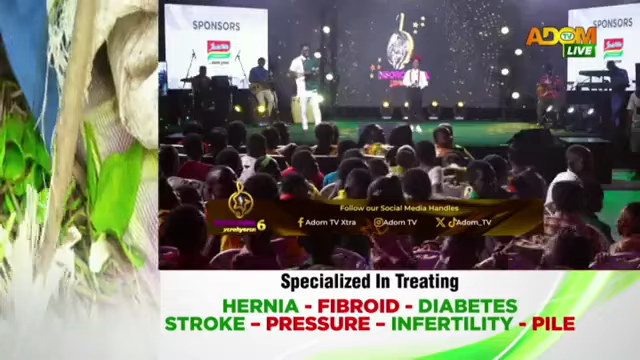 SPONSORS
SPONSORS
ADOM TV
LIVE
6
Follow our Social Media Handles
Adom TV Xtra
Adom TV
Adom_TV
Specialized In Treating
HERNIA - FIBROID - DIABETES
STROKE – PRESSURE – INFERTILITY - PILE